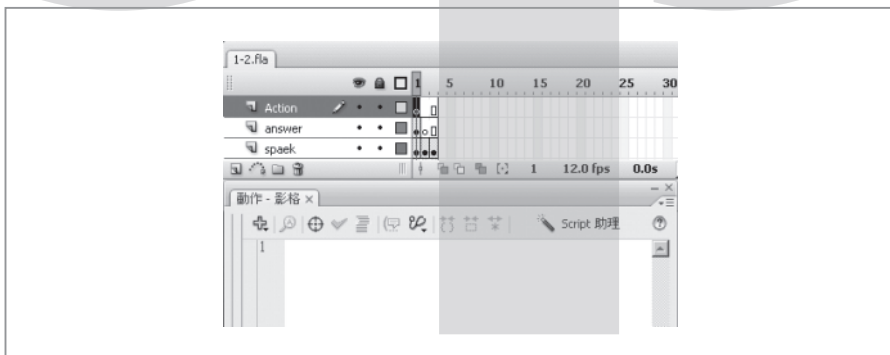 1-2.fla
1 5 10 15 20 25 30
Action
answer
spaek
1 12.0 fps 0.0s
動作 - 影格 ×
Script 助理
1